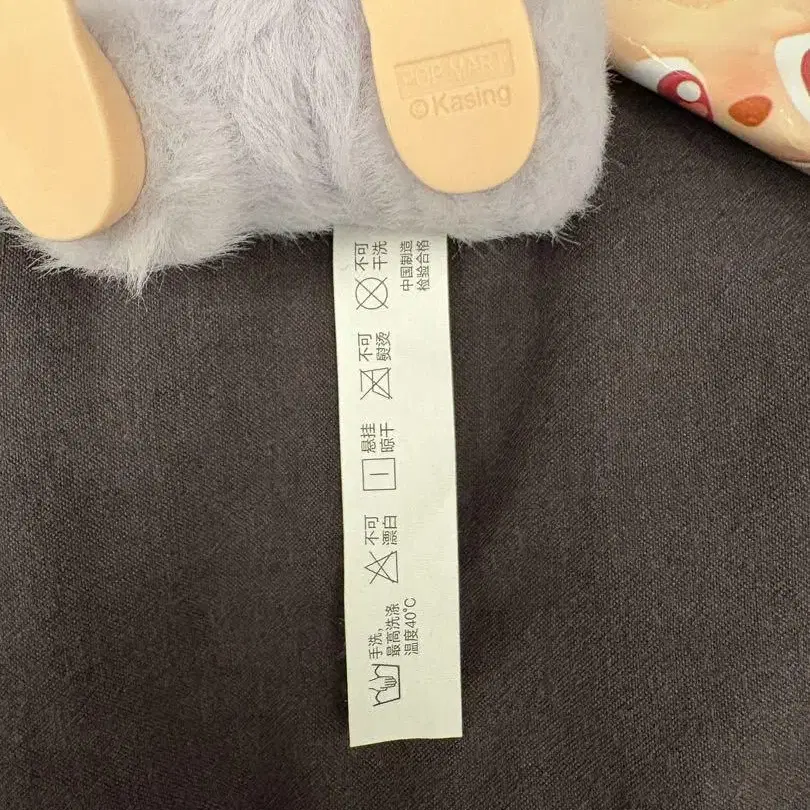 POP MART
©Kasing
手洗,
最高洗涤
温度40°C
不可
漂白
悬挂
晾干
不可
熨烫
不可
干洗
中国制造
检验合格